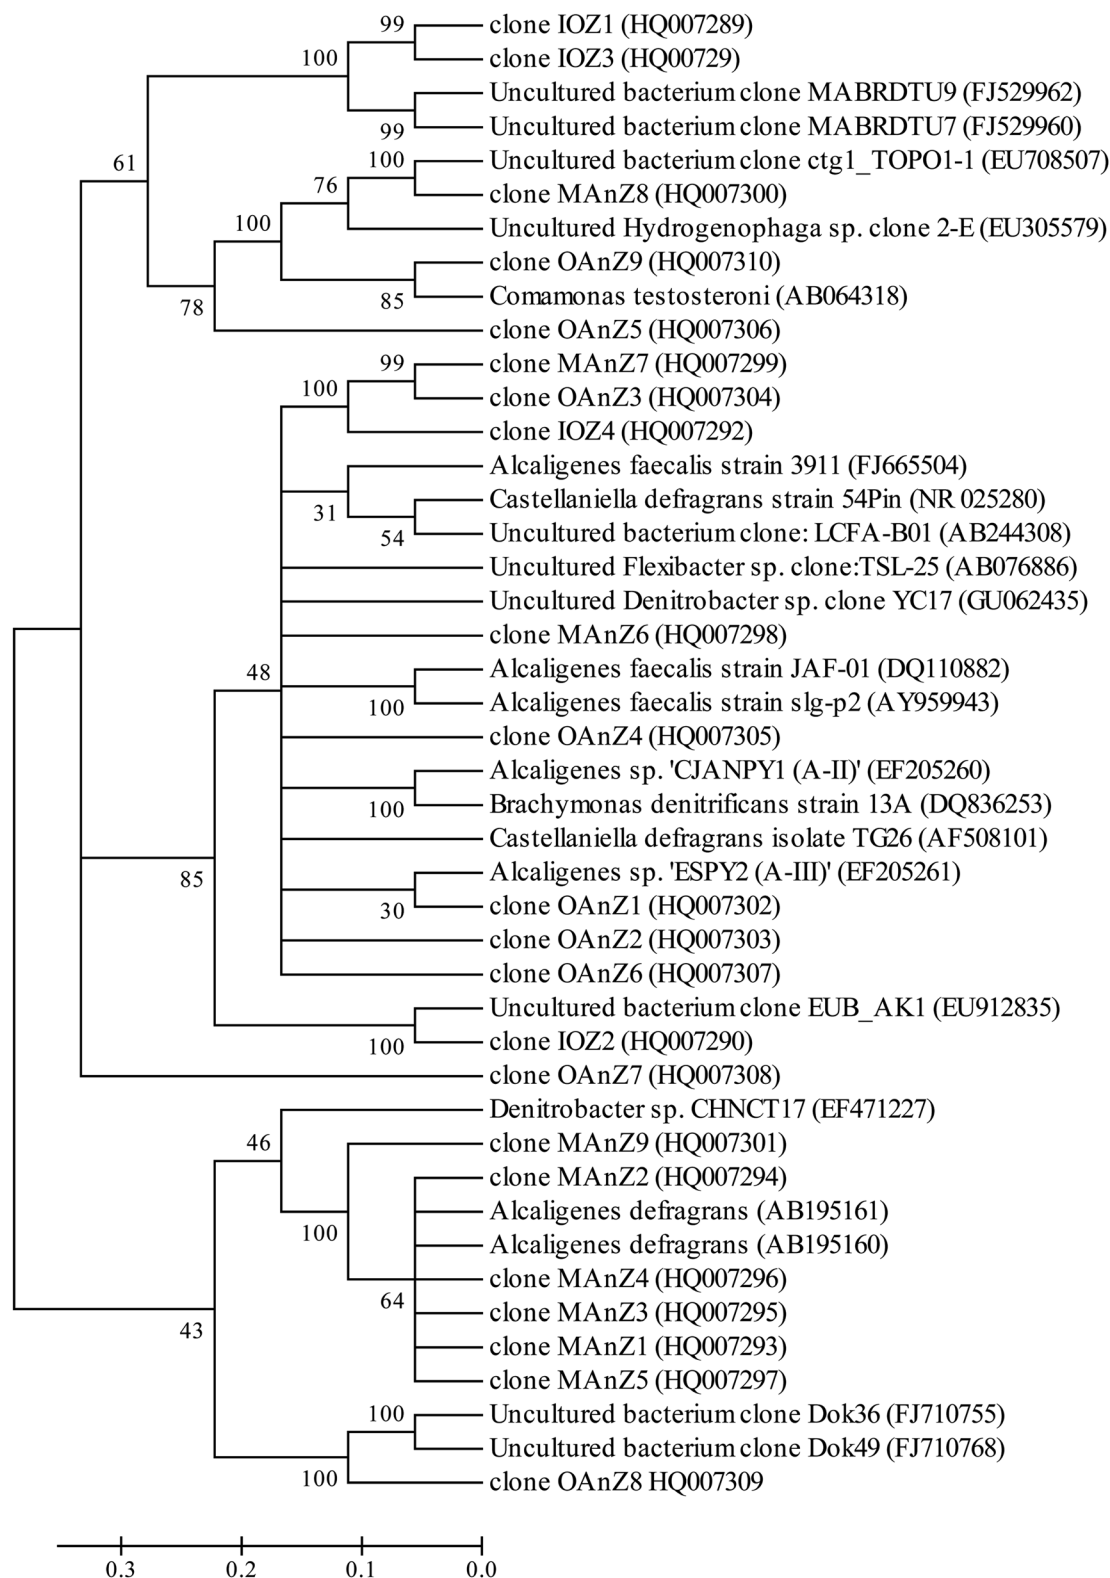 99
clone IOZ1 (HQ007289)
100
clone IOZ3 (HQ00729)
Uncultured bacterium clone MABRDTU9 (FJ529962)
99
Uncultured bacterium clone MABRDTU7 (FJ529960)
61
100
Uncultured bacterium clone ctg1_TOPO1-1 (EU708507)
76
clone MAnZ8 (HQ007300)
100
Uncultured Hydrogenophaga sp. clone 2-E (EU305579)
clone OAnZ9 (HQ007310)
78
85
Comamonas testosteroni (AB064318)
clone OAnZ5 (HQ007306)
99
clone MAnZ7 (HQ007299)
100
clone OAnZ3 (HQ007304)
clone IOZ4 (HQ007292)
Alcaligenes faecalis strain 3911 (FJ665504)
31
Castellaniella defragrans strain 54Pin (NR 025280)
54
Uncultured bacterium clone: LCFA-B01 (AB244308)
Uncultured Flexibacter sp. clone:TSL-25 (AB076886)
Uncultured Denitrobacter sp. clone YC17 (GU062435)
clone MAnZ6 (HQ007298)
48
Alcaligenes faecalis strain JAF-01 (DQ110882)
100
Alcaligenes faecalis strain slg-p2 (AY959943)
clone OAnZ4 (HQ007305)
Alcaligenes sp. 'CJANPY1 (A-II)' (EF205260)
100
Brachymonas denitrificans strain 13A (DQ836253)
Castellaniella defragrans isolate TG26 (AF508101)
85
Alcaligenes sp. 'ESPY2 (A-III)' (EF205261)
30
clone OAnZ1 (HQ007302)
clone OAnZ2 (HQ007303)
clone OAnZ6 (HQ007307)
Uncultured bacterium clone EUB_AK1 (EU912835)
100
clone IOZ2 (HQ007290)
clone OAnZ7 (HQ007308)
Denitrobacter sp. CHNCT17 (EF471227)
46
clone MAnZ9 (HQ007301)
clone MAnZ2 (HQ007294)
100
Alcaligenes defragrans (AB195161)
Alcaligenes defragrans (AB195160)
clone MAnZ4 (HQ007296)
64
clone MAnZ3 (HQ007295)
43
clone MAnZ1 (HQ007293)
clone MAnZ5 (HQ007297)
100
Uncultured bacterium clone Dok36 (FJ710755)
Uncultured bacterium clone Dok49 (FJ710768)
100
clone OAnZ8 HQ007309
0.3 0.2 0.1 0.0